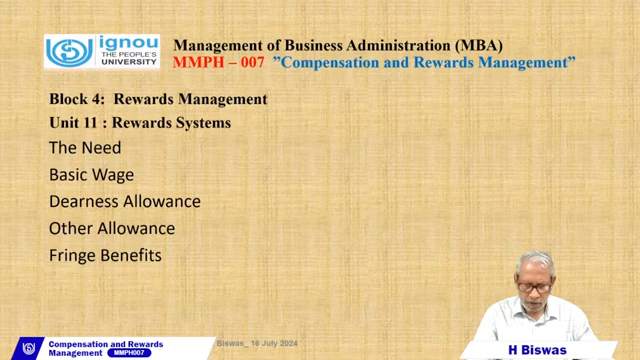 ignou
THE PEOPLE'S
UNIVERSITY
Management of Business Administration (MBA)
MMPH – 007 ”Compensation and Rewards Management”
Block 4: Rewards Management
Unit 11 : Rewards Systems
The Need
Basic Wage
Dearness Allowance
Other Allowance
Fringe Benefits
Biswas_ 16 July 2024
Compensation and Rewards
Management MMPH007
H Biswas